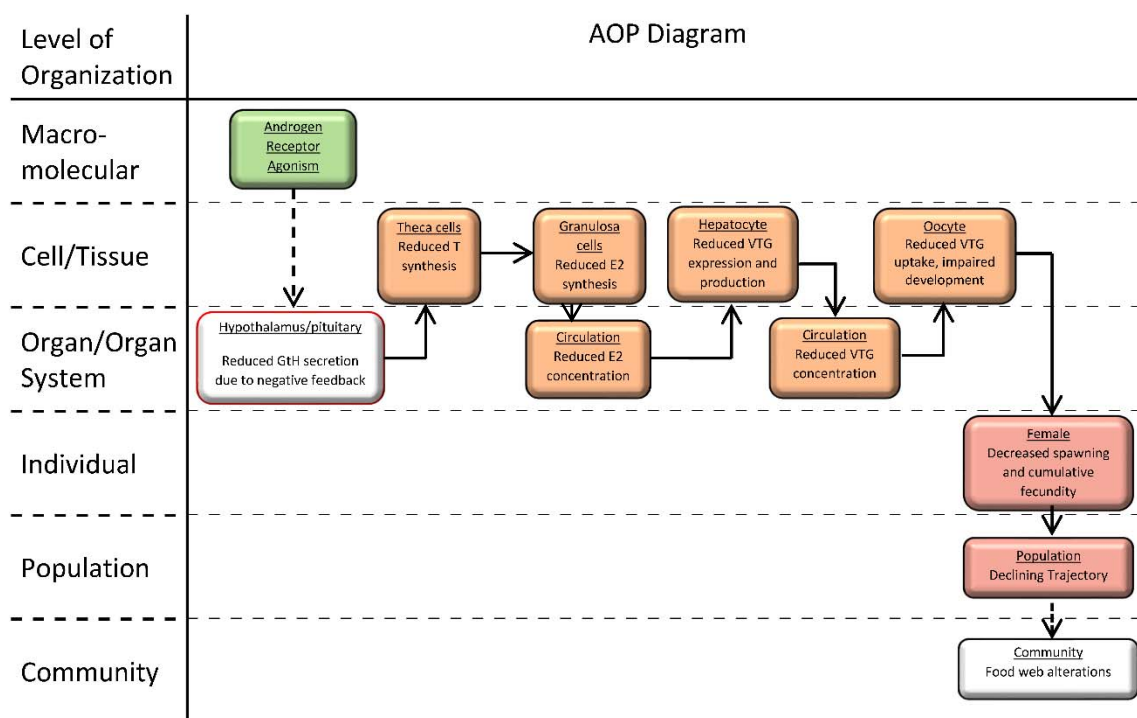 Level of
Organization
AOP Diagram
Macro-
molecular
Androgen
Receptor
Agonism
Cell/Tissue
Theca cells
Reduced T
synthesis
Granulosa
cells
Reduced E2
synthesis
Hepatocyte
Reduced VTG
expression and
production
Oocyte
Reduced VTG
uptake, impaired
development
Organ/Organ
System
Hypothalamus/pituitary
Reduced GtH secretion
due to negative feedback
Circulation
Reduced E2
concentration
Circulation
Reduced VTG
concentration
Individual
Female
Decreased spawning
and cumulative
fecundity
Population
Population
Declining Trajectory
Community
Community
Food web alterations